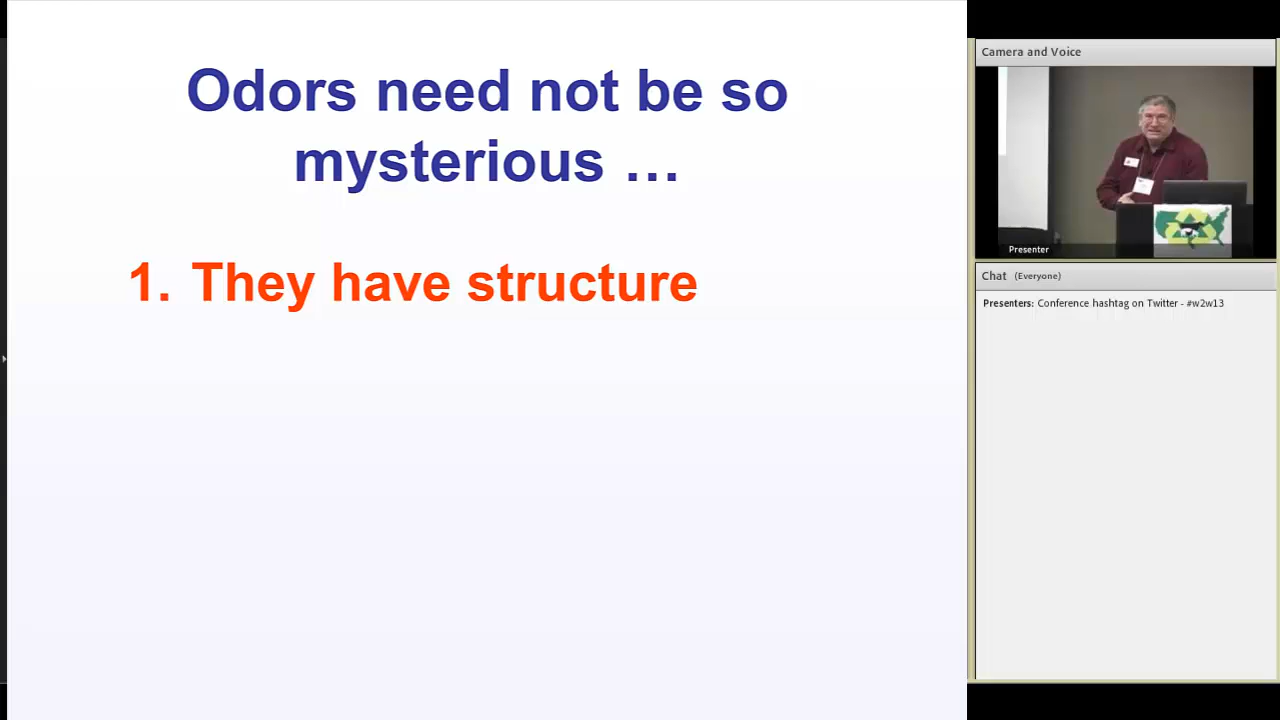 Odors need not be so
mysterious …
1. They have structure
Camera and Voice
Presenter
Chat (Everyone)
Presenters: Conference hashtag on Twitter - #w2w13